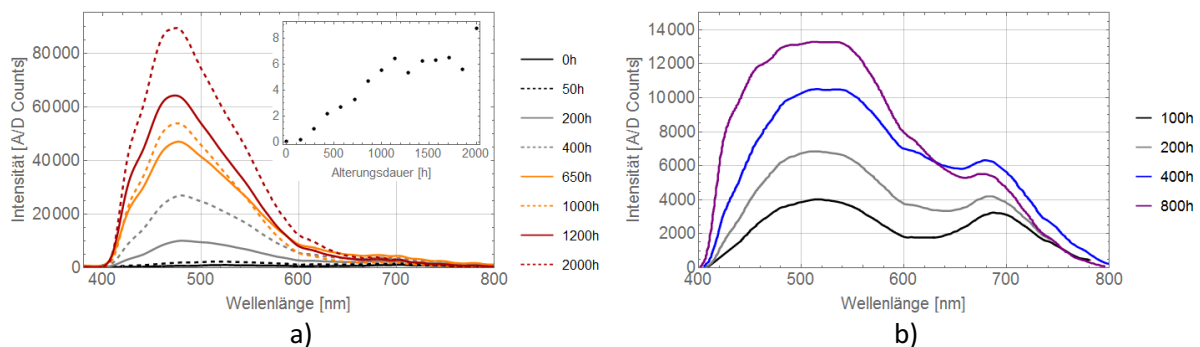 80000
60000
40000
20000
0
400
500
600
700
800
Intensität [A/D Counts]
Wellenlänge [nm]
8
6
4
2
0
0
500
1000
1500
2000
Alterungsdauer [h]
0h
50h
200h
400h
650h
1000h
1200h
2000h
a)
14000
12000
10000
8000
6000
4000
2000
0
400
500
600
700
800
Intensität [A/D Counts]
Wellenlänge [nm]
100h
200h
400h
800h
b)